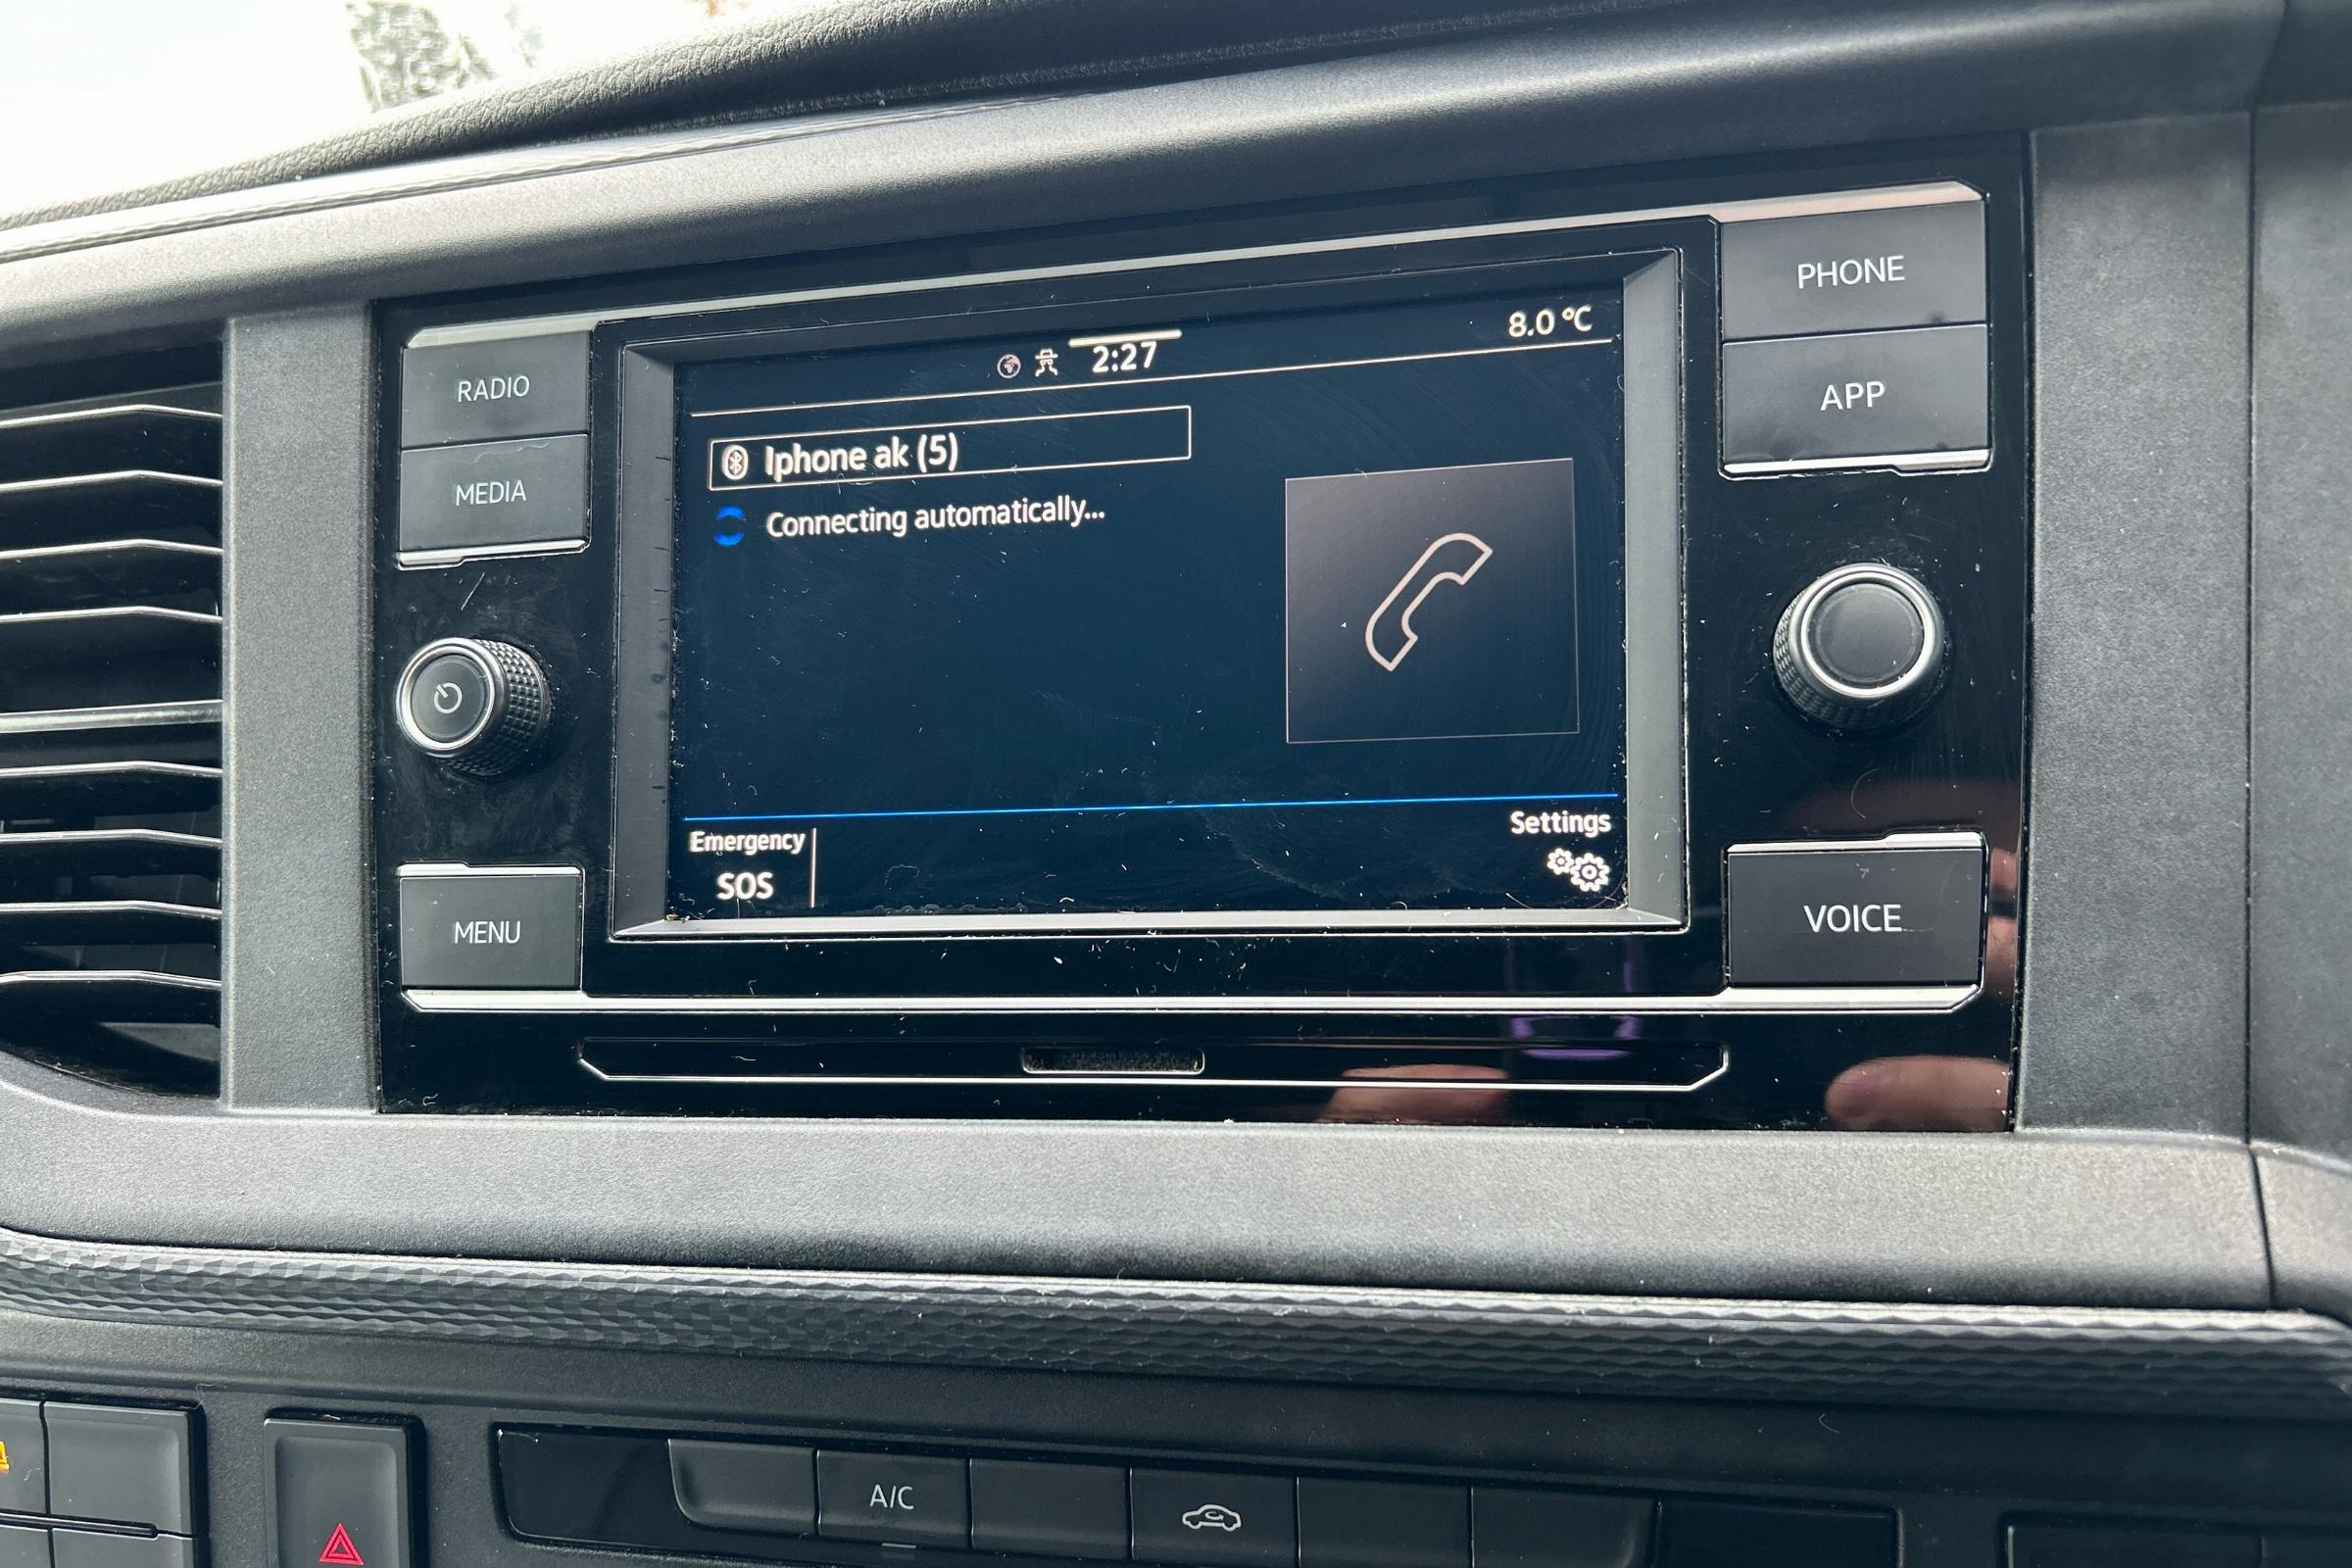 PHONE
8.0 °C
2:27
RADIO
APP
Iphone ak (5)
MEDIA
Connecting automatically...
Settings
Emergency
SOS
MENU
VOICE
A/C